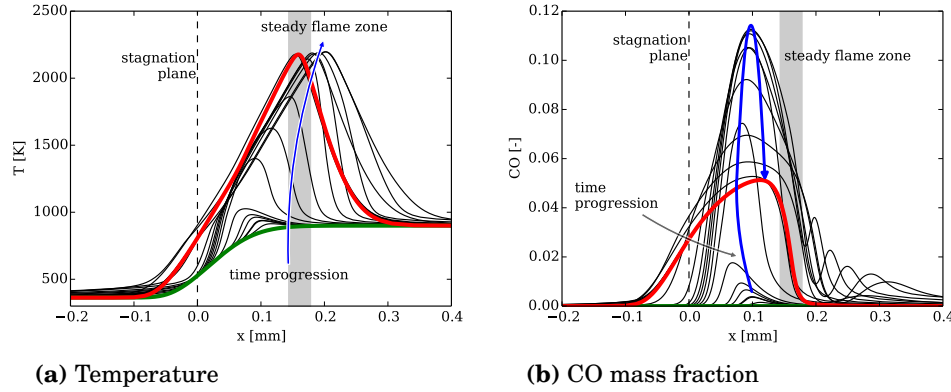 steady flame zone
stagnation
plane
time progression
T [K]
2500
2000
1500
1000
500
−0.2 −0.1 0.0 0.1 0.2 0.3 0.4
x [mm]
(a) Temperature
stagnation
plane
steady flame zone
time
progression
CO [-]
0.12
0.10
0.08
0.06
0.04
0.02
0.00
−0.2 −0.1 0.0 0.1 0.2 0.3 0.4
x [mm]
(b) CO mass fraction